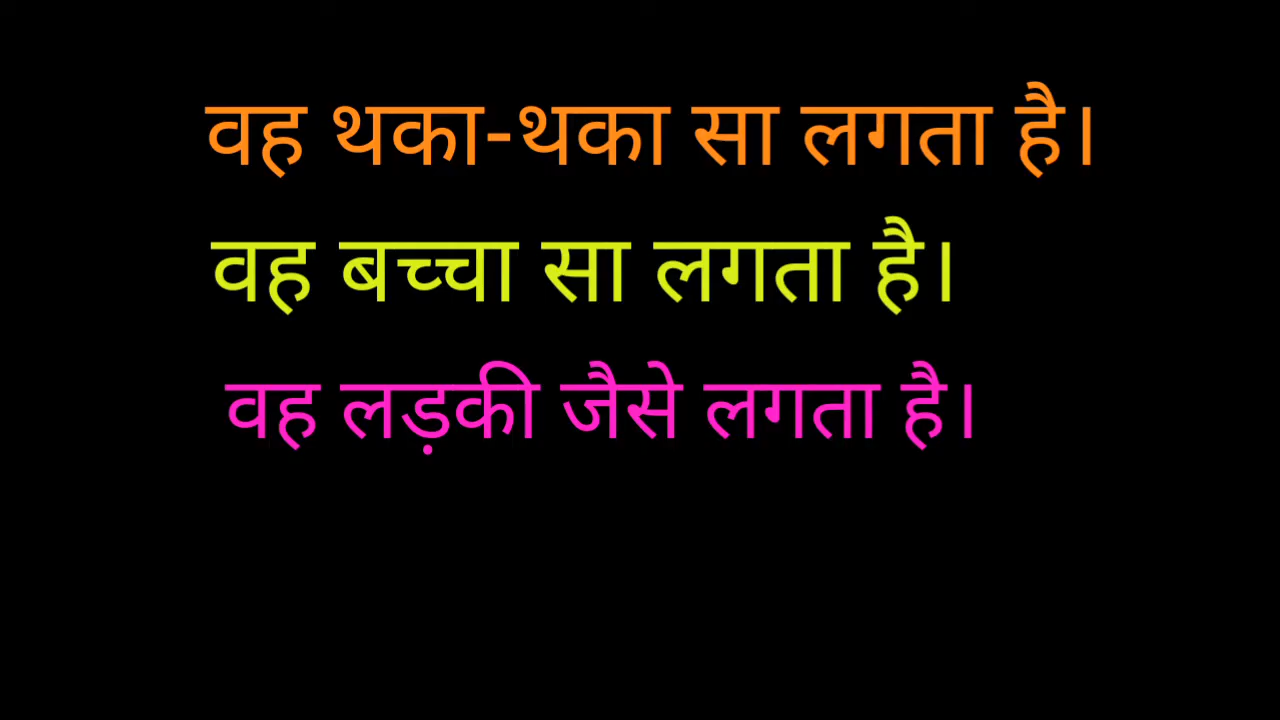 वह थका-थका सा लगता है।
वह बच्चा सा लगता है।
वह लड़की जैसे लगता है।